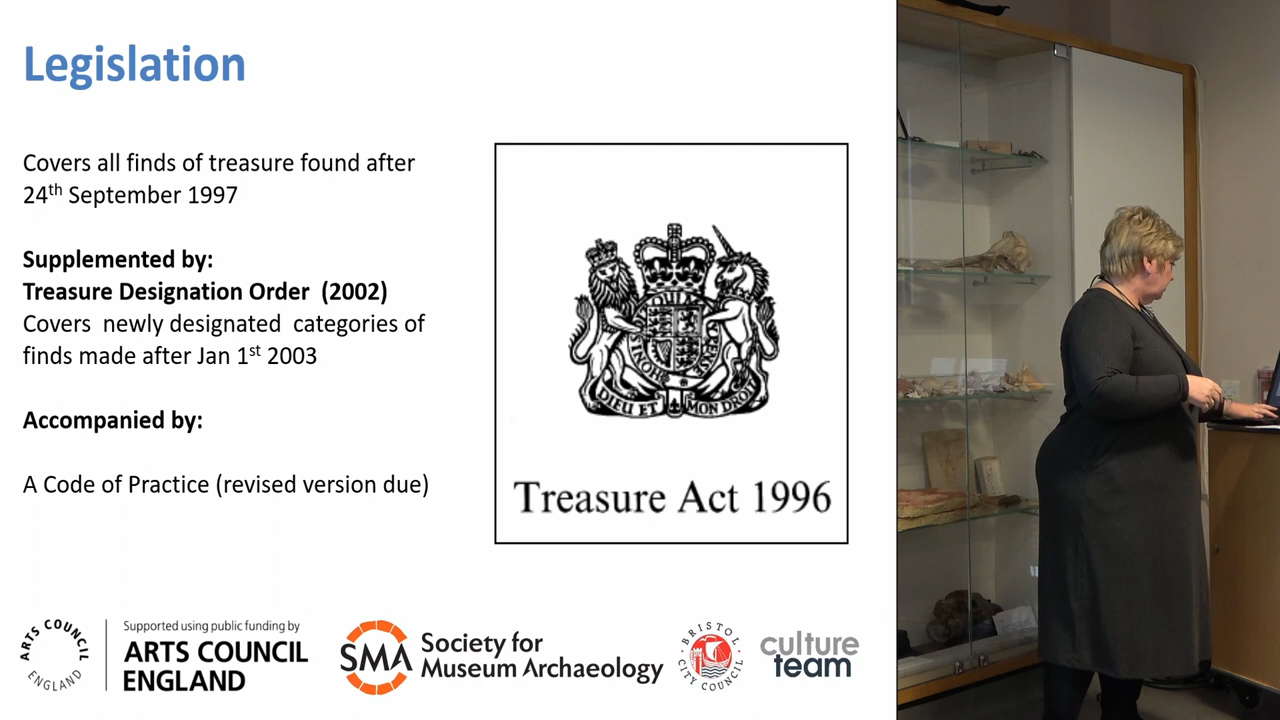 Legislation
Covers all finds of treasure found after
24th September 1997
Supplemented by:
Treasure Designation Order (2002)
Covers newly designated categories of
finds made after Jan 1st 2003
Accompanied by:
A Code of Practice (revised version due)
DIEU ET MON DROIT
Treasure Act 1996
ARTS COUNCIL
ENGLAND
Supported using public funding by
ARTS COUNCIL
ENGLAND
SMA
Society for
Museum Archaeology
BRISTOL
CITY COUNCIL
culture
team